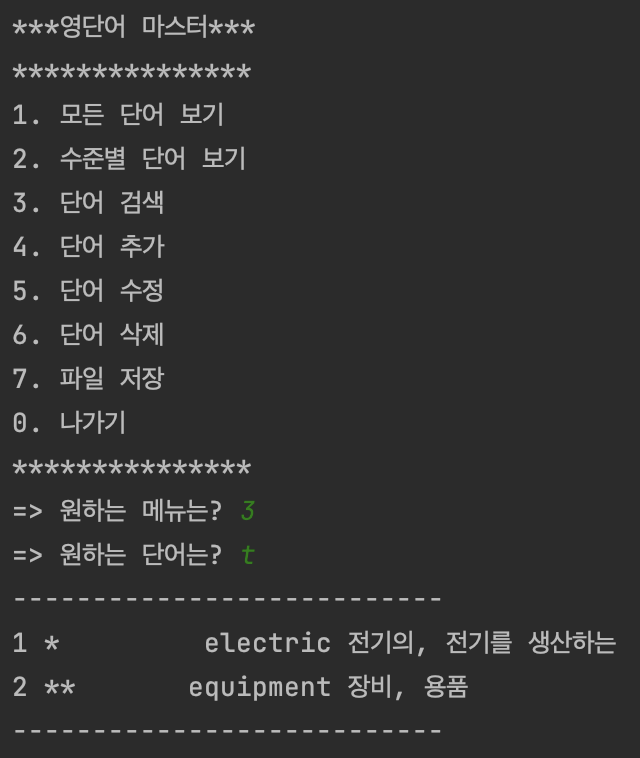 ***영단어 마스터***
***************
1. 모든 단어 보기
2. 수준별 단어 보기
3. 단어 검색
4. 단어 추가
5. 단어 수정
6. 단어 삭제
7. 파일 저장
0. 나가기
***************
=> 원하는 메뉴는? 3
=> 원하는 단어는? t
---------------------------
1 *         electric 전기의, 전기를 생산하는
2 **       equipment 장비, 용품
---------------------------